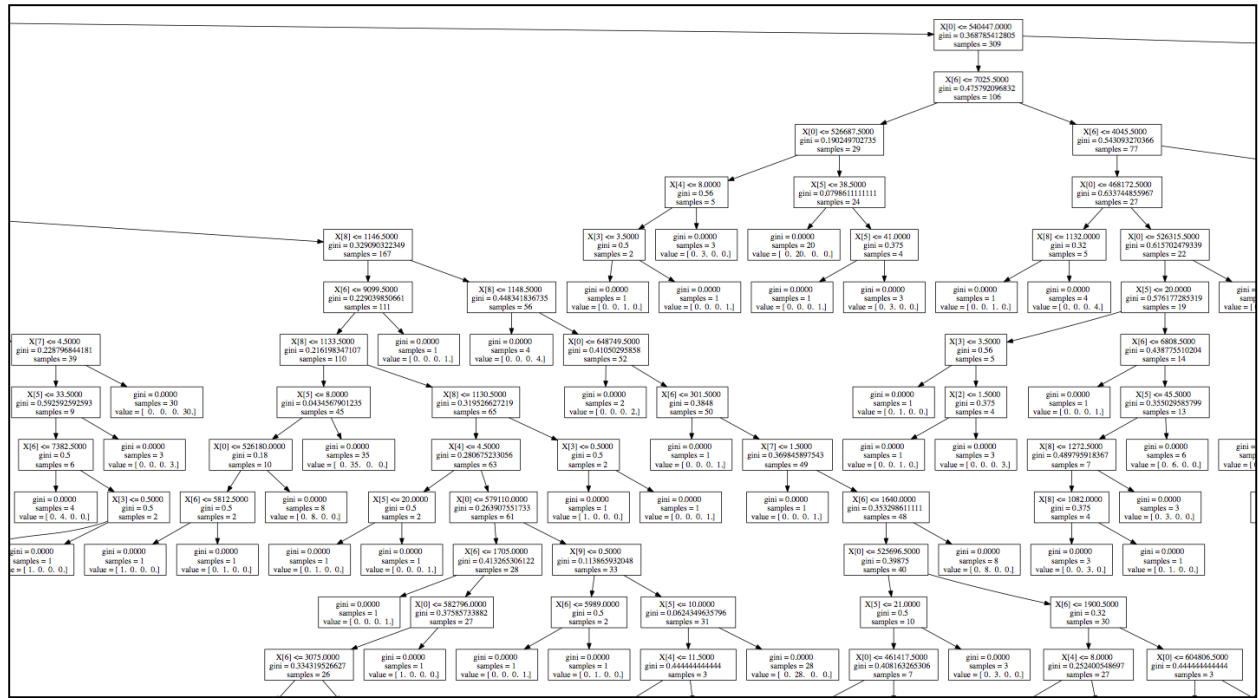 X[0] <= 540447.0000
gini = 0.368785412805
samples = 309
X[6] <= 7025.5000
gini = 0.475792096832
samples = 106
X[0] <= 526687.5000
gini = 0.190249702735
samples = 29
X[6] <= 4045.5000
gini = 0.543093270366
samples = 77
X[4] <= 8.0000
gini = 0.56
samples = 5
X[5] <= 38.5000
gini = 0.0798611111111
samples = 24
X[0] <= 468172.5000
gini = 0.633744855967
samples = 27
X[8] <= 1146.5000
gini = 0.329090322349
samples = 167
X[3] <= 3.5000
gini = 0.5
samples = 2
gini = 0.0000
samples = 3
value = [ 0. 3. 0. 0.]
gini = 0.0000
samples = 20
value = [ 0. 20. 0. 0.]
X[5] <= 41.0000
gini = 0.375
samples = 4
X[8] <= 1132.0000
gini = 0.32
samples = 5
X[0] <= 526315.5000
gini = 0.615702479339
samples = 22
X[6] <= 9099.5000
gini = 0.229039850661
samples = 111
X[8] <= 1148.5000
gini = 0.448341836735
samples = 56
gini = 0.0000
samples = 1
value = [ 0. 0. 1. 0.]
gini = 0.0000
samples = 1
value = [ 0. 0. 0. 1.]
gini = 0.0000
samples = 1
value = [ 0. 0. 0. 1.]
gini = 0.0000
samples = 3
value = [ 0. 3. 0. 0.]
gini = 0.0000
samples = 1
value = [ 0. 0. 1. 0.]
gini = 0.0000
samples = 4
value = [ 0. 0. 0. 4.]
X[5] <= 20.0000
gini = 0.576177285319
samples = 19
X[7] <= 4.5000
gini = 0.228796844181
samples = 39
X[8] <= 1133.5000
gini = 0.216198347107
samples = 110
gini = 0.0000
samples = 1
value = [ 0. 0. 0. 1.]
gini = 0.0000
samples = 4
value = [ 0. 0. 0. 4.]
X[0] <= 648749.5000
gini = 0.41050295858
samples = 52
X[3] <= 3.5000
gini = 0.56
samples = 5
X[6] <= 6808.5000
gini = 0.438775510204
samples = 14
X[5] <= 33.5000
gini = 0.592592592593
samples = 9
gini = 0.0000
samples = 30
value = [ 0. 0. 0. 30.]
X[5] <= 8.0000
gini = 0.0434567901235
samples = 45
X[8] <= 1130.5000
gini = 0.319526627219
samples = 65
gini = 0.0000
samples = 2
value = [ 0. 0. 0. 2.]
X[6] <= 301.5000
gini = 0.3848
samples = 50
gini = 0.0000
samples = 1
value = [ 0. 1. 0. 0.]
X[2] <= 1.5000
gini = 0.375
samples = 4
gini = 0.0000
samples = 1
value = [ 0. 0. 0. 1.]
X[5] <= 45.5000
gini = 0.355029585799
samples = 13
X[6] <= 7382.5000
gini = 0.5
samples = 6
gini = 0.0000
samples = 3
value = [ 0. 0. 0. 3.]
X[0] <= 526180.0000
gini = 0.18
samples = 10
gini = 0.0000
samples = 35
value = [ 0. 35. 0. 0.]
X[4] <= 4.5000
gini = 0.280675233056
samples = 63
X[3] <= 0.5000
gini = 0.5
samples = 2
gini = 0.0000
samples = 1
value = [ 0. 0. 0. 1.]
X[7] <= 1.5000
gini = 0.369845897543
samples = 49
gini = 0.0000
samples = 1
value = [ 0. 0. 1. 0.]
gini = 0.0000
samples = 3
value = [ 0. 0. 0. 3.]
X[8] <= 1272.5000
gini = 0.489795918367
samples = 7
gini = 0.0000
samples = 6
value = [ 0. 6. 0. 0.]
gini = 0.0000
samples = 4
value = [ 0. 4. 0. 0.]
X[3] <= 0.5000
gini = 0.5
samples = 2
X[6] <= 5812.5000
gini = 0.5
samples = 2
gini = 0.0000
samples = 8
value = [ 0. 8. 0. 0.]
X[5] <= 20.0000
gini = 0.5
samples = 2
X[0] <= 579110.0000
gini = 0.263907551733
samples = 61
gini = 0.0000
samples = 1
value = [ 1. 0. 0. 0.]
gini = 0.0000
samples = 1
value = [ 0. 0. 0. 1.]
gini = 0.0000
samples = 1
value = [ 0. 0. 0. 1.]
X[6] <= 1640.0000
gini = 0.353298611111
samples = 48
X[8] <= 1082.0000
gini = 0.375
samples = 4
gini = 0.0000
samples = 3
value = [ 0. 3. 0. 0.]
gini = 0.0000
samples = 1
e = [ 1. 0. 0. 0.]
gini = 0.0000
samples = 1
value = [ 0. 0. 0. 1.]
gini = 0.0000
samples = 1
value = [ 1. 0. 0. 0.]
gini = 0.0000
samples = 1
value = [ 0. 1. 0. 0.]
gini = 0.0000
samples = 1
value = [ 0. 1. 0. 0.]
gini = 0.0000
samples = 1
value = [ 0. 0. 0. 1.]
X[6] <= 1705.0000
gini = 0.413265306122
samples = 28
X[9] <= 0.5000
gini = 0.113865932048
samples = 33
X[0] <= 525696.5000
gini = 0.39875
samples = 40
gini = 0.0000
samples = 8
value = [ 0. 8. 0. 0.]
gini = 0.0000
samples = 3
value = [ 0. 0. 3. 0.]
gini = 0.0000
samples = 1
value = [ 0. 1. 0. 0.]
gini = 0.0000
samples = 1
value = [ 0. 0. 0. 1.]
X[0] <= 582796.0000
gini = 0.37585733882
samples = 27
X[6] <= 5989.0000
gini = 0.5
samples = 2
X[5] <= 10.0000
gini = 0.0624349635796
samples = 31
X[5] <= 21.0000
gini = 0.5
samples = 10
X[6] <= 1900.5000
gini = 0.32
samples = 30
X[6] <= 3075.0000
gini = 0.334319526627
samples = 26
gini = 0.0000
samples = 1
value = [ 1. 0. 0. 0.]
gini = 0.0000
samples = 1
value = [ 0. 0. 0. 1.]
gini = 0.0000
samples = 1
value = [ 0. 1. 0. 0.]
X[4] <= 11.5000
gini = 0.444444444444
samples = 3
gini = 0.0000
samples = 28
value = [ 0. 28. 0. 0.]
X[0] <= 461417.5000
gini = 0.408163265306
samples = 7
gini = 0.0000
samples = 3
value = [ 0. 3. 0. 0.]
X[4] <= 8.0000
gini = 0.252400548697
samples = 27
X[0] <= 604806.5000
gini = 0.444444444444
samples = 3